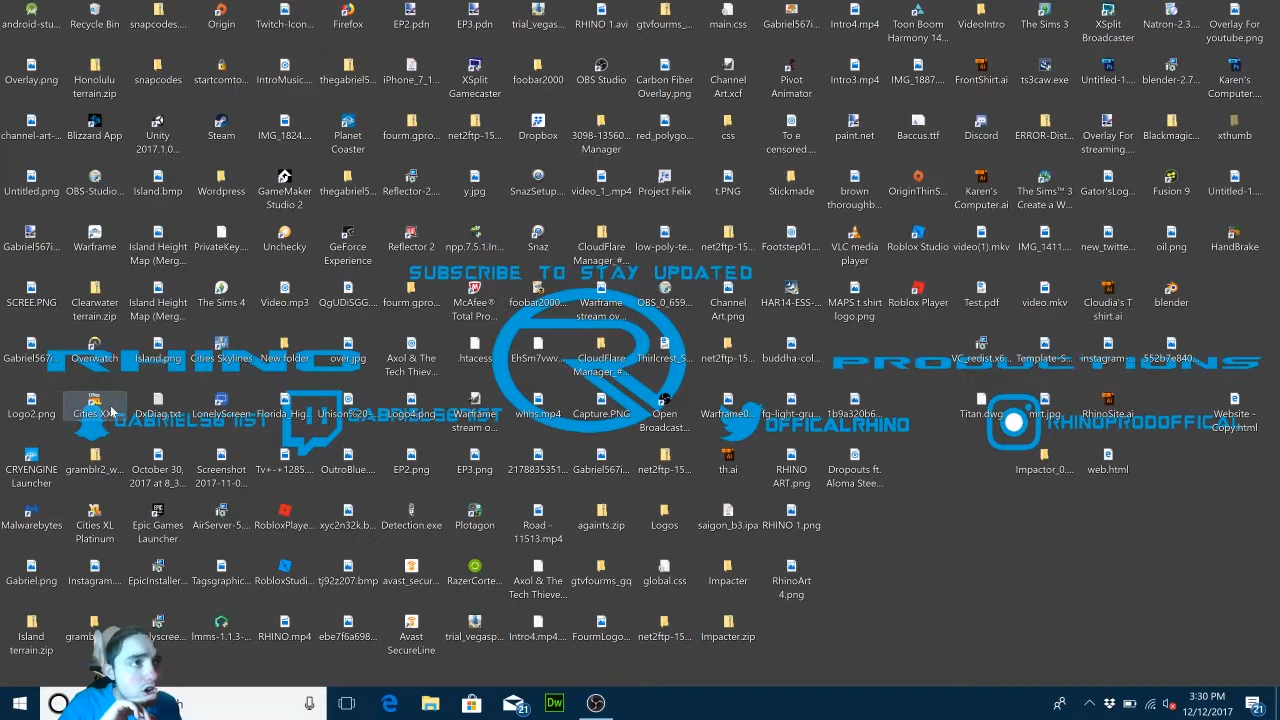 android-stu... Origin snapcodes.... Origin Twitch-Icon... Firefox EP2.pdn EP3.pdn trial_vegas... RHINO 1.avi gtvfourms_... main.css Gabriel567i... Intro4.mp4 Toon Boom Harmony 14... VideoIntro The Sims 3 XSplit Broadcaster Natron-2.3... Overlay For youtube.png
Overlay.png Honolulu terrain.zip snapcodes startcomto... IntroMusic.... thegabriel5... iPhone_7_1... XSplit Gamecaster foobar2000 OBS Studio Carbon Fiber Overlay.png Channel Art.xcf Pivot Animator Intro3.mp4 IMG_1887.... FrontShirt.ai ts3caw.exe Untitled-1.... blender-2.7... Karen's Computer....
channel-art-... Blizzard App Unity 2017.1.0... Steam IMG_1824.... Planet Coaster fourm.gpro... net2ftp-15... Dropbox 3098-13560... Manager red_polygo... css To e censored.... paint.net Baccus.ttf Discord ERROR-Dist... Overlay For streaming.... Blackmagic... xthumb
Untitled.png OBS-Studio... Island.bmp Wordpress GameMaker Studio 2 thegabriel5... Reflector-2... y.jpg SnazSetup.... video_1_.mp4 Project Felix t.PNG Stickmade brown thoroughb... OriginThinS... Karen's Computer.ai The Sims™ 3 Create a W... Gator'sLog... Fusion 9 Untitled-1....
Gabriel567i... Warframe Island Height Map (Merg... PrivateKey.... Unchecky GeForce Experience Reflector 2 npp.7.5.1.In... Snaz CloudFlare Manager_#... low-poly-te... net2ftp-15... Footstep01... VLC media player Roblox Studio video(1).mkv IMG_1411.... new_twitte... oil.png HandBrake
SUBSCRIBE TO STAY UPDATED
SCREE.PNG Clearwater terrain.zip Island Height Map (Merg... The Sims 4 Video.mp3 QgUDiSGG... fourm.gpro... McAfee® Total Pro... foobar2000... Warframe stream ov... OBS_0_659... Channel Art.png HAR14-ESS-... MAPS t shirt logo.png Roblox Player Test.pdf video.mkv Cloudia's T shirt.ai blender
Gabriel567i... Overwatch Island.png Cities Skylines New folder over.jpg Axol & The Tech Thiev... .htacess EhSm7vwv... CloudFlare Manager_#... Thirlcrest_S... net2ftp-15... buddha-col... VC_redist.x6... Template-S... instagram-... 552b7e840...
RHINO PRODUCTIONS
Logo2.png Cities XXL DxDiag.txt LonelyScreen Florida_Hig... Unison%20-... Logo4.png Warframe stream o... whhs.mp4 Capture.PNG Open Broadcast... Warframe0... fg-light-gru... 1b9a320b6... Titan.dwg mrt.jpg RhinoSite.ai Website - Copy.html
GABRIEL5671ST GABRIEL5671ST OFFICALRHINO RHINOPRODOFFICAL
CRYENGINE Launcher gramblr2_w... October 30, 2017 at 8_3... Screenshot 2017-11-0... Tv+-+1285... OutroBlue.... EP2.png EP3.png 2178835351... Gabriel567i... net2ftp-15... th.ai RHINO ART.png Dropouts ft. Aloma Stee... Impactor_0.... web.html
Malwarebytes Cities XL Platinum Epic Games Launcher AirServer-5.... RobloxPlaye... xyc2n32k.b... Detection.exe Plotagon Road - 11513.mp4 againts.zip Logos saigon_b3.ipa RHINO 1.png
Gabriel.png Instagram.... EpicInstaller... Tagsgraphic... RobloxStudi... tj92z207.bmp avast_secur... RazerCorte... Axol & The Tech Thieve... gtvfourms_gq global.css Impacter RhinoArt 4.png
Island terrain.zip lmms-1.1.3-... RHINO.mp4 ebe7f6a698... Avast SecureLine trial_vegasp... Intro4.mp4.... FourmLogo... net2ftp-15... Impacter.zip
21 Dw 3:30 PM
12/12/2017 21